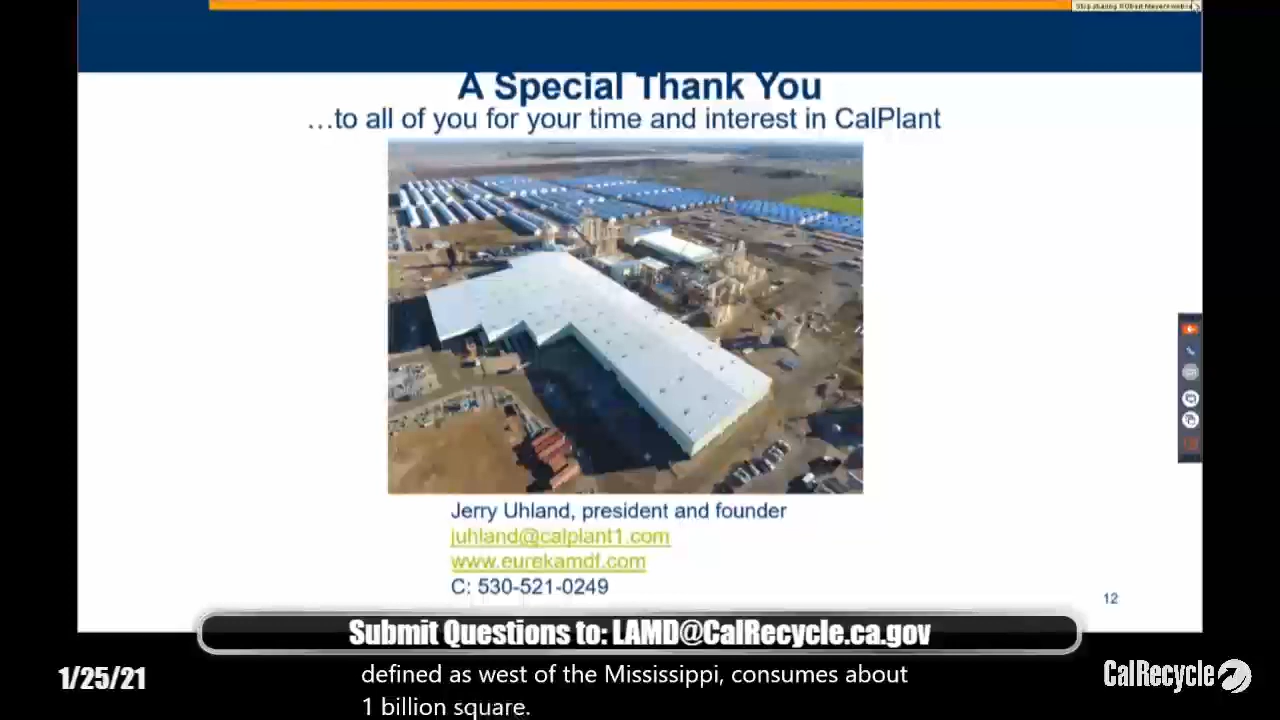 A Special Thank You
…to all of you for your time and interest in CalPlant
Jerry Uhland, president and founder
juhland@calplant1.com
www.eurekamdf.com
C: 530-521-0249
12
Submit Questions to: LAMD@CalRecycle.ca.gov
defined as west of the Mississippi, consumes about
1 billion square.
1/25/21
CalRecycle